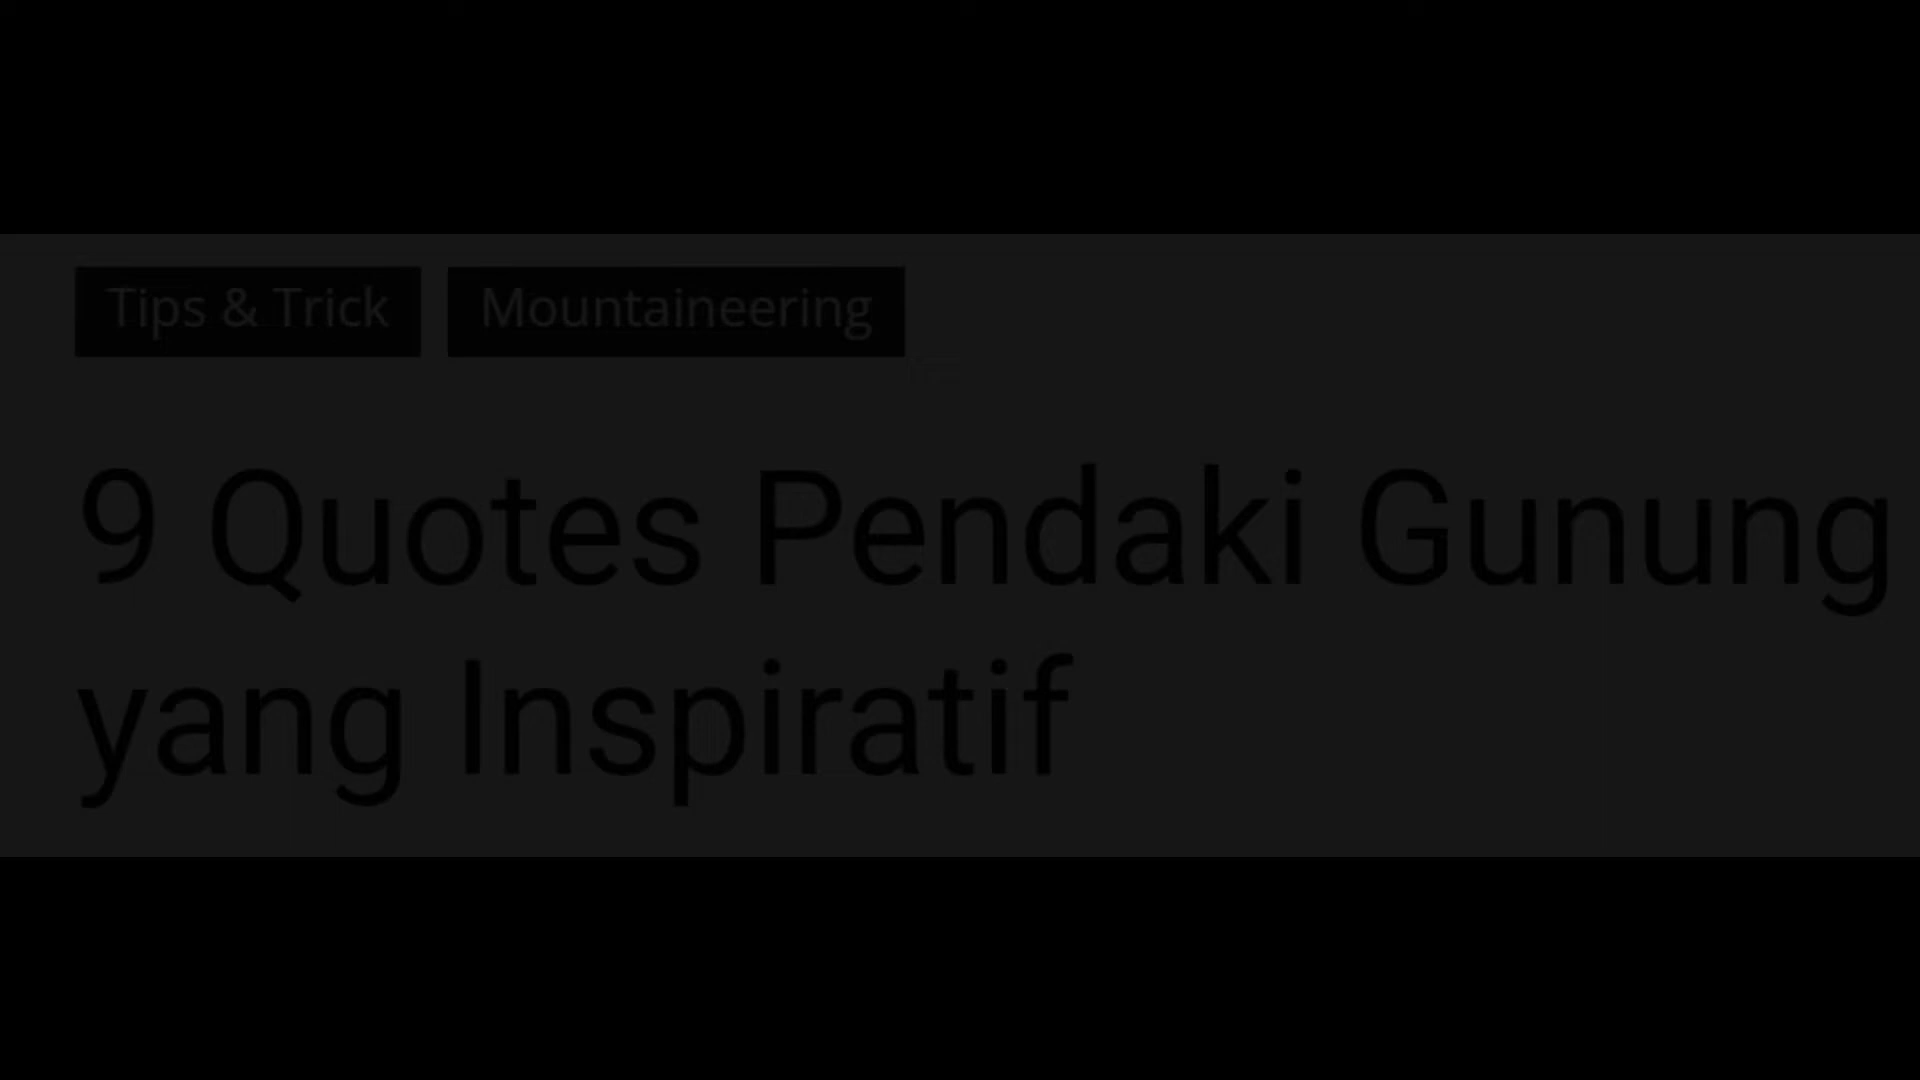 Tips & Trick Mountaineering
9 Quotes Pendaki Gunung
yang Inspiratif